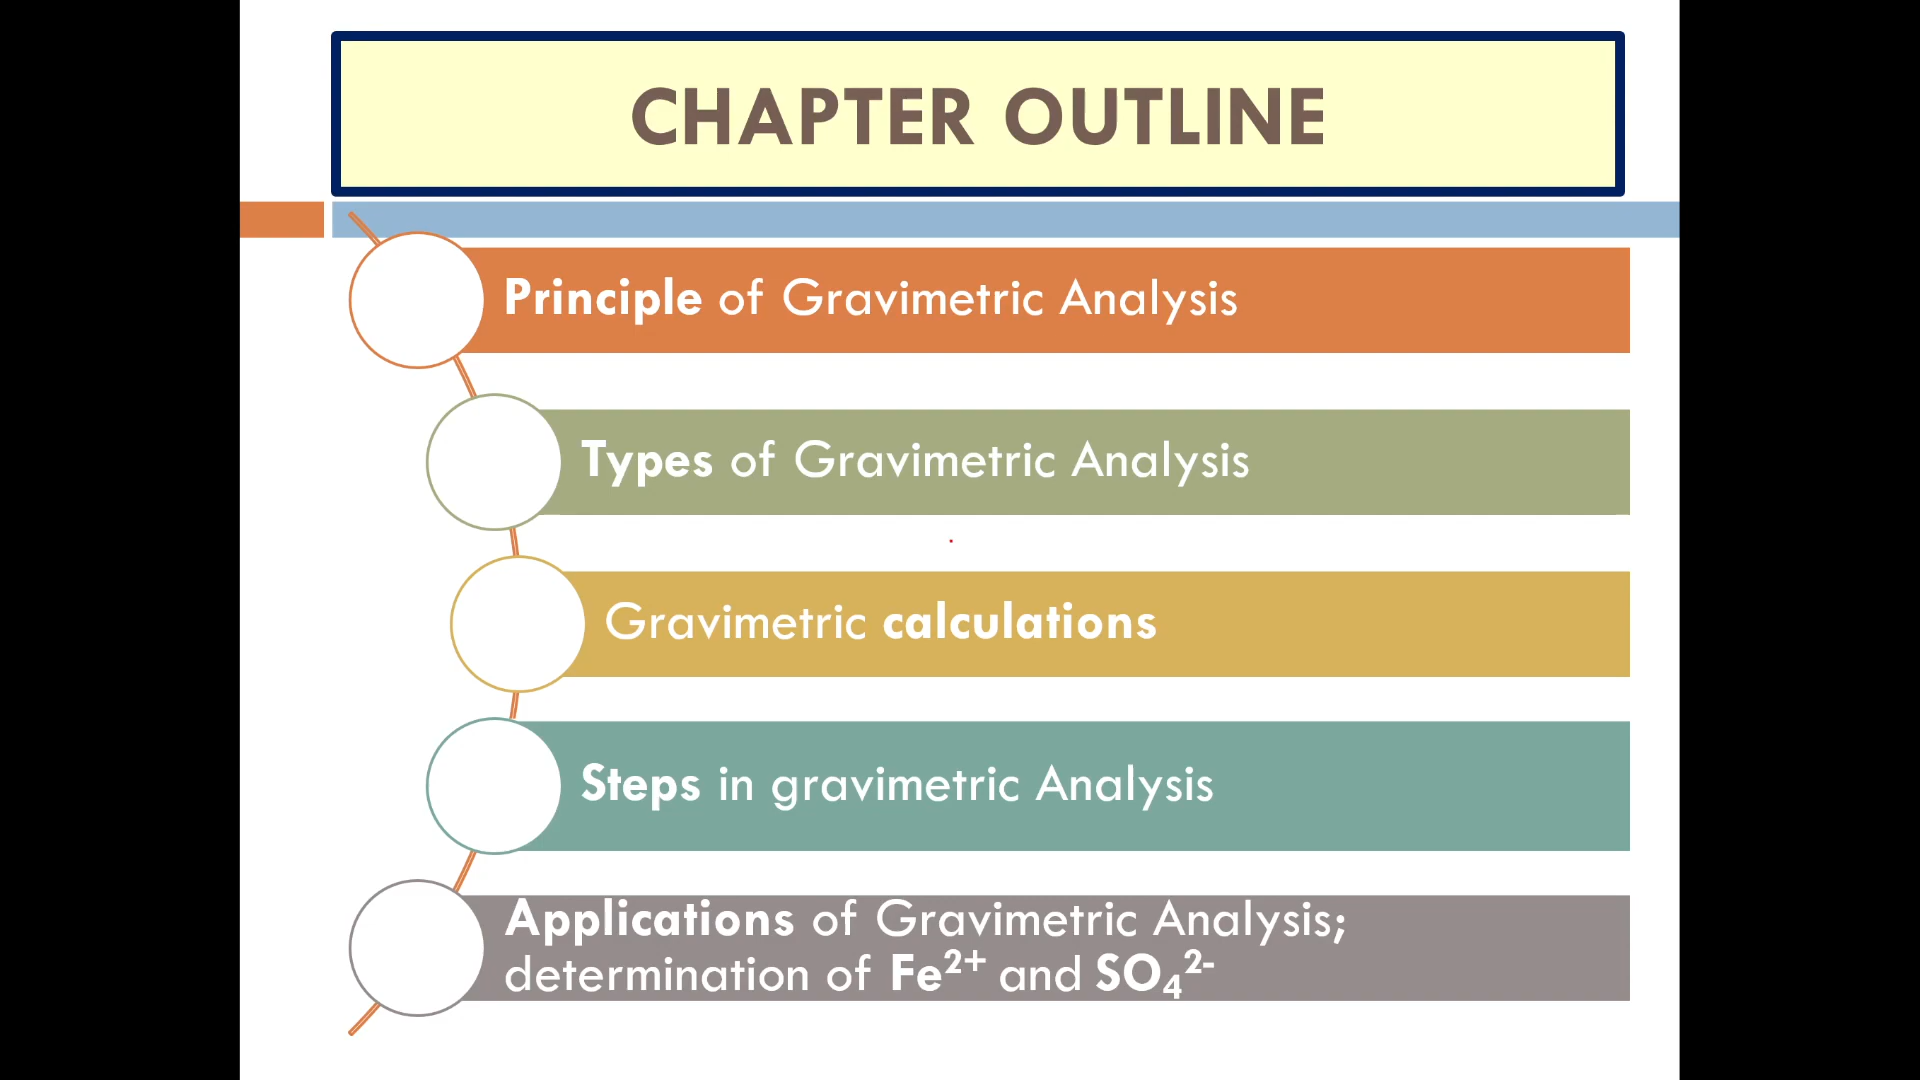 CHAPTER OUTLINE
Principle of Gravimetric Analysis
Types of Gravimetric Analysis
Gravimetric calculations
Steps in gravimetric Analysis
Applications of Gravimetric Analysis;
determination of Fe²⁺ and SO₄²⁻